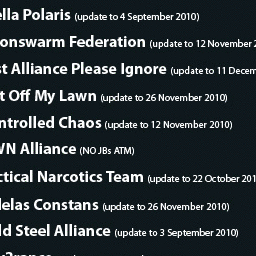 ella Polaris (update to 4 September 2010)
onswarm Federation (update to 12 November 2
st Alliance Please Ignore (update to 11 Decem
t Off My Lawn (update to 26 November 2010)
ntrolled Chaos (update to 12 November 2010)
WN Alliance (NO JBs ATM)
ctical Narcotics Team (update to 22 October 201
delas Constans (update to 26 November 2010)
ld Steel Alliance (update to 3 September 2010)